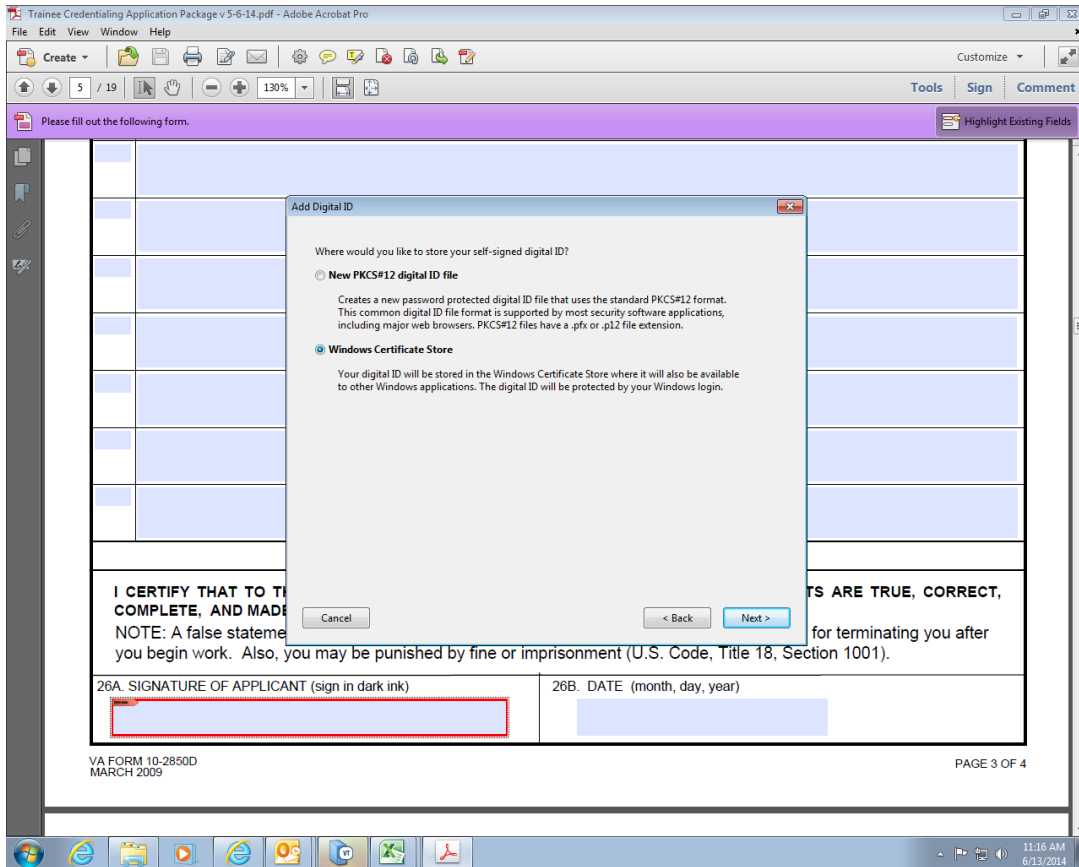 Trainee Credentialing Application Package v 5-6-14.pdf - Adobe Acrobat Pro
File Edit View Window Help
Create
Customize
5 / 19 130%
Tools Sign Comment
Please fill out the following form.
Highlight Existing Fields
Add Digital ID
Where would you like to store your self-signed digital ID?
New PKCS#12 digital ID file
Creates a new password protected digital ID file that uses the standard PKCS#12 format.
This common digital ID file format is supported by most security software applications,
including major web browsers. PKCS#12 files have a .pfx or .p12 file extension.
Windows Certificate Store
Your digital ID will be stored in the Windows Certificate Store where it will also be available
to other Windows applications. The digital ID will be protected by your Windows login.
Cancel < Back Next >
I CERTIFY THAT TO TH TS ARE TRUE, CORRECT,
COMPLETE, AND MADE
NOTE: A false stateme for terminating you after
you begin work. Also, you may be punished by fine or imprisonment (U.S. Code, Title 18, Section 1001).
26A. SIGNATURE OF APPLICANT (sign in dark ink) 26B. DATE (month, day, year)
VA FORM 10-2850D
MARCH 2009
PAGE 3 OF 4
11:16 AM
6/13/2014